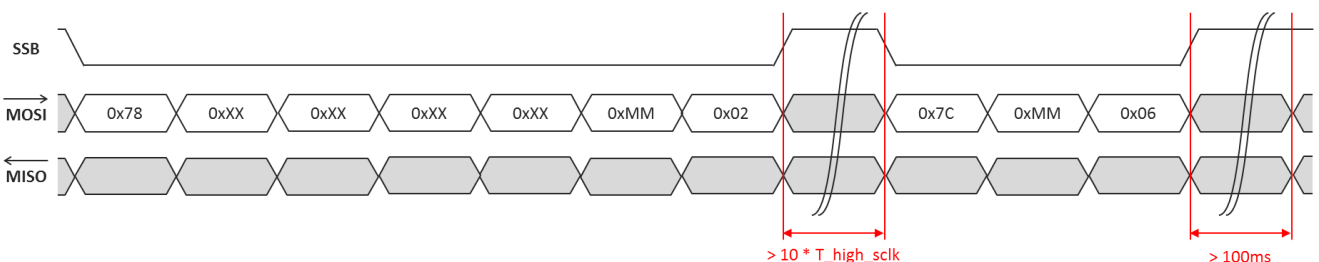 SSB
MOSI 0x78 0xXX 0xXX 0xXX 0xXX 0xMM 0x02 0x7C 0xMM 0x06
MISO
> 10 * T_high_sclk > 100ms